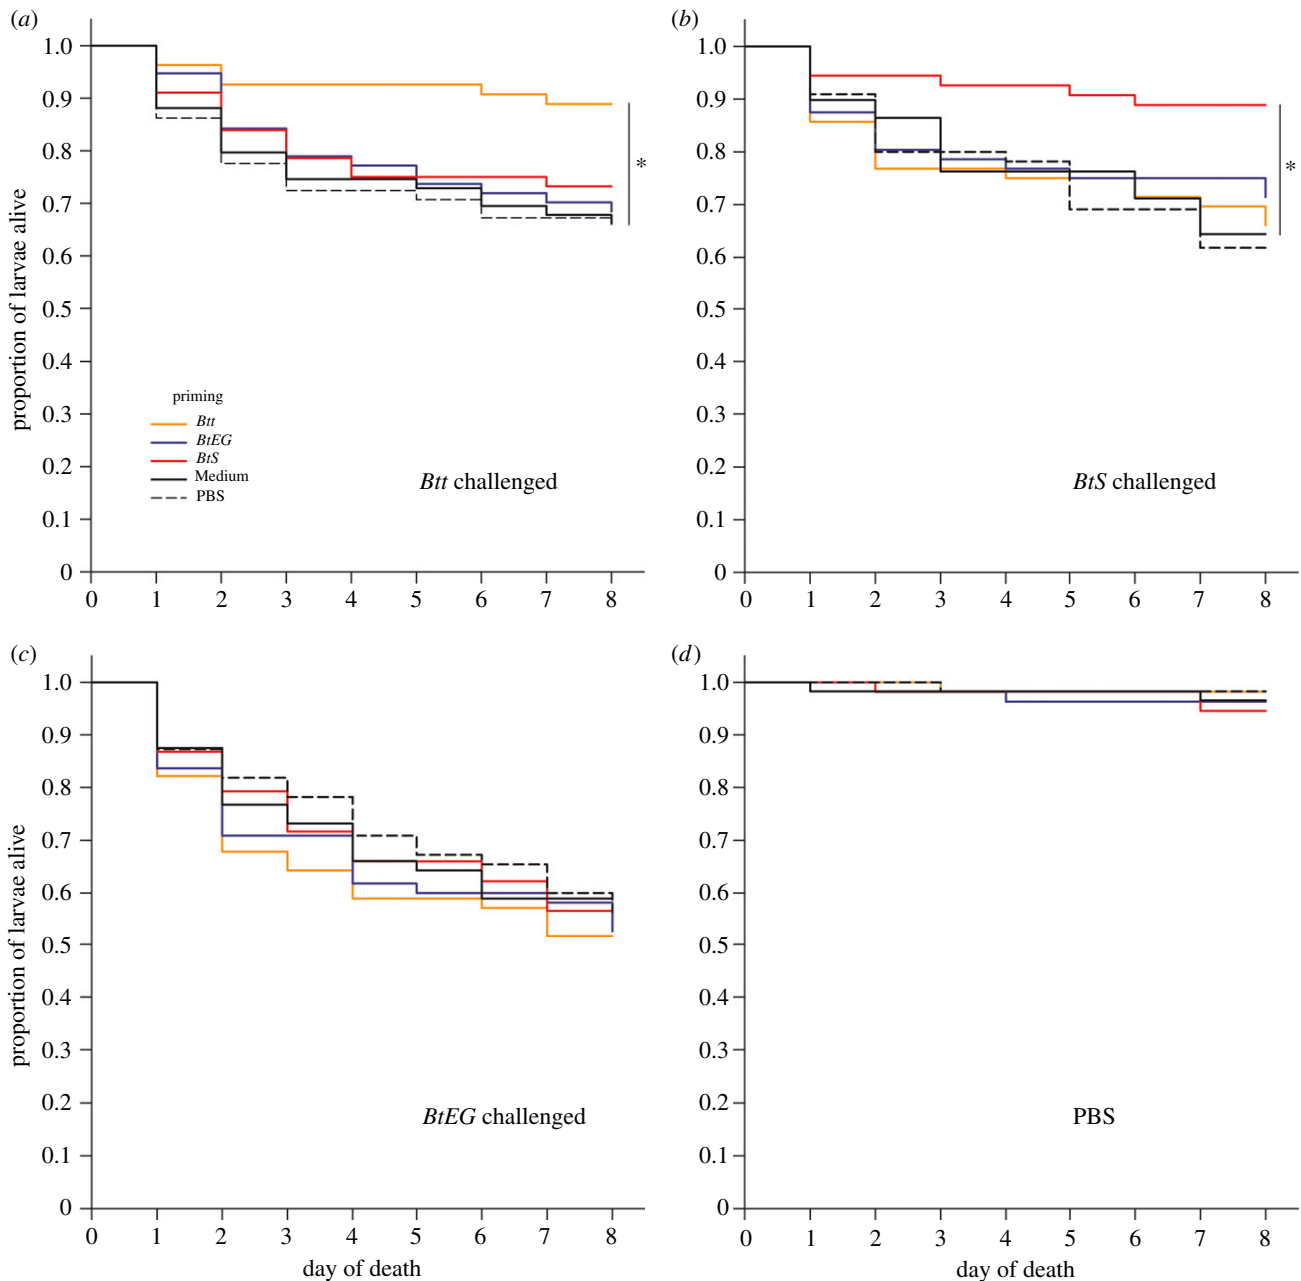 (a)
1.0
0.9
0.8
0.7
0.6
0.5
0.4
0.3
0.2
0.1
0
proportion of larvae alive
*
priming
Btt
BtEG
BtS
Medium
PBS
Btt challenged
0 1 2 3 4 5 6 7 8
(b)
1.0
0.9
0.8
0.7
0.6
0.5
0.4
0.3
0.2
0.1
0
*
BtS challenged
0 1 2 3 4 5 6 7 8
(c)
1.0
0.9
0.8
0.7
0.6
0.5
0.4
0.3
0.2
0.1
0
proportion of larvae alive
BtEG challenged
0 1 2 3 4 5 6 7 8
day of death
(d)
1.0
0.9
0.8
0.7
0.6
0.5
0.4
0.3
0.2
0.1
0
PBS
0 1 2 3 4 5 6 7 8
day of death